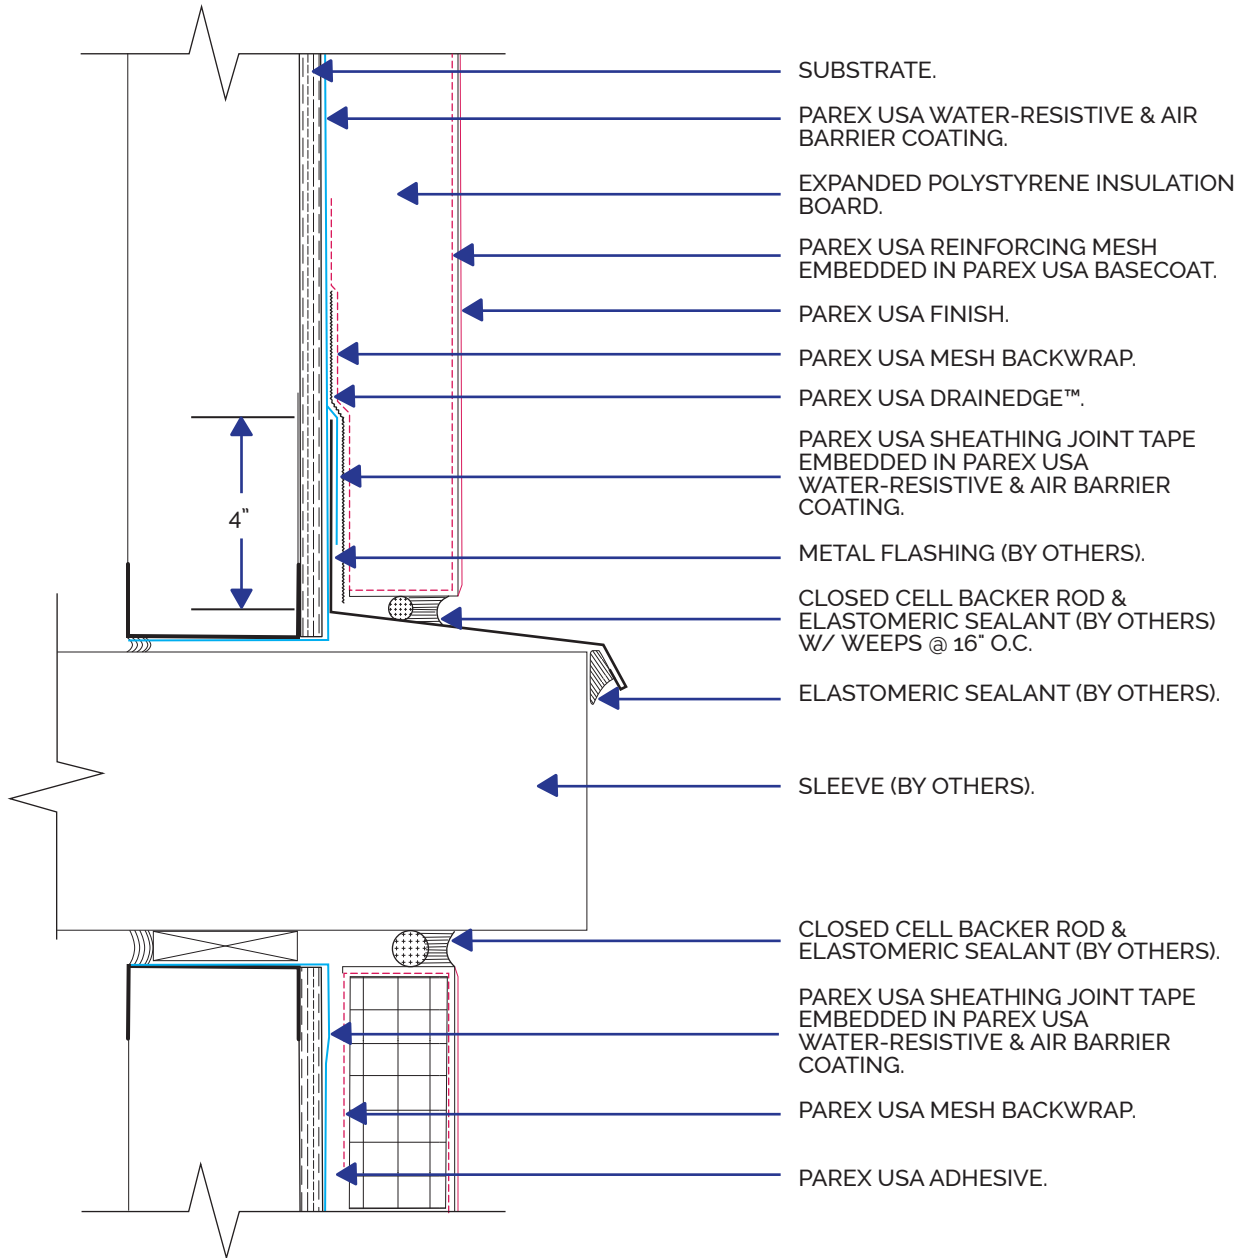 SUBSTRATE.
PAREX USA WATER-RESISTIVE & AIR
BARRIER COATING.
EXPANDED POLYSTYRENE INSULATION
BOARD.
PAREX USA REINFORCING MESH
EMBEDDED IN PAREX USA BASECOAT.
PAREX USA FINISH.
PAREX USA MESH BACKWRAP.
PAREX USA DRAINEDGE™.
PAREX USA SHEATHING JOINT TAPE
EMBEDDED IN PAREX USA
WATER-RESISTIVE & AIR BARRIER
COATING.
4"
METAL FLASHING (BY OTHERS).
CLOSED CELL BACKER ROD &
ELASTOMERIC SEALANT (BY OTHERS)
W/ WEEPS @ 16" O.C.
ELASTOMERIC SEALANT (BY OTHERS).
SLEEVE (BY OTHERS).
CLOSED CELL BACKER ROD &
ELASTOMERIC SEALANT (BY OTHERS).
PAREX USA SHEATHING JOINT TAPE
EMBEDDED IN PAREX USA
WATER-RESISTIVE & AIR BARRIER
COATING.
PAREX USA MESH BACKWRAP.
PAREX USA ADHESIVE.